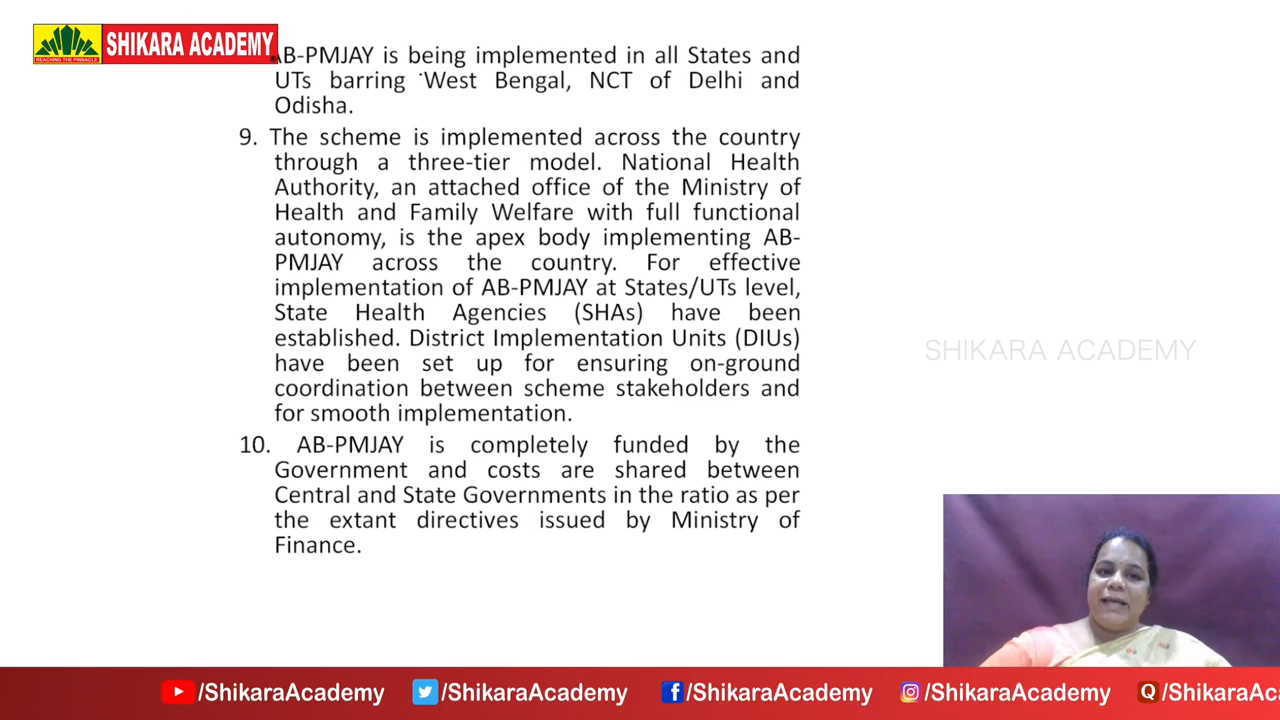 SHIKARA ACADEMY
REACHING THE PINNACLE
AB-PMJAY is being implemented in all States and
UTs barring West Bengal, NCT of Delhi and
Odisha.
9. The scheme is implemented across the country
through a three-tier model. National Health
Authority, an attached office of the Ministry of
Health and Family Welfare with full functional
autonomy, is the apex body implementing AB-
PMJAY across the country. For effective
implementation of AB-PMJAY at States/UTs level,
State Health Agencies (SHAs) have been
established. District Implementation Units (DIUs)
have been set up for ensuring on-ground
coordination between scheme stakeholders and
for smooth implementation.
10. AB-PMJAY is completely funded by the
Government and costs are shared between
Central and State Governments in the ratio as per
the extant directives issued by Ministry of
Finance.
SHIKARA ACADEMY
/ShikaraAcademy /ShikaraAcademy /ShikaraAcademy /ShikaraAcademy Q /ShikaraAca